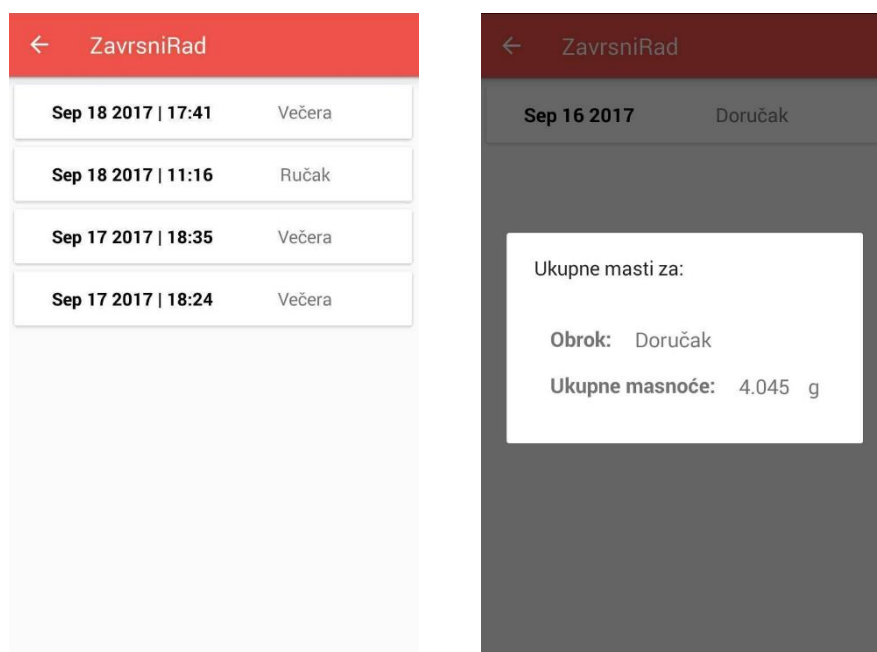 ZavrsniRad
Sep 18 2017 | 17:41 Večera
Sep 18 2017 | 11:16 Ručak
Sep 17 2017 | 18:35 Večera
Sep 17 2017 | 18:24 Večera
ZavrsniRad
Sep 16 2017 Doručak
Ukupne masti za:
Obrok: Doručak
Ukupne masnoće: 4.045 g